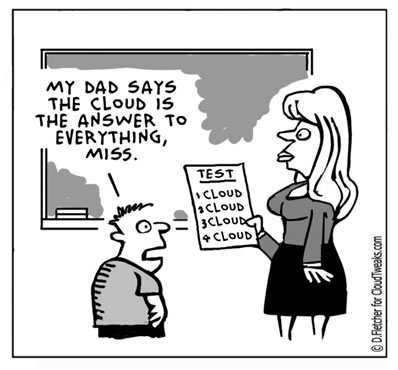 MY DAD SAYS
THE CLOUD IS
THE ANSWER TO
EVERYTHING,
MISS.
TEST
1 CLOUD
2 CLOUD
3 CLOUD
4 CLOUD
© D.Fletcher for CloudTweaks.com